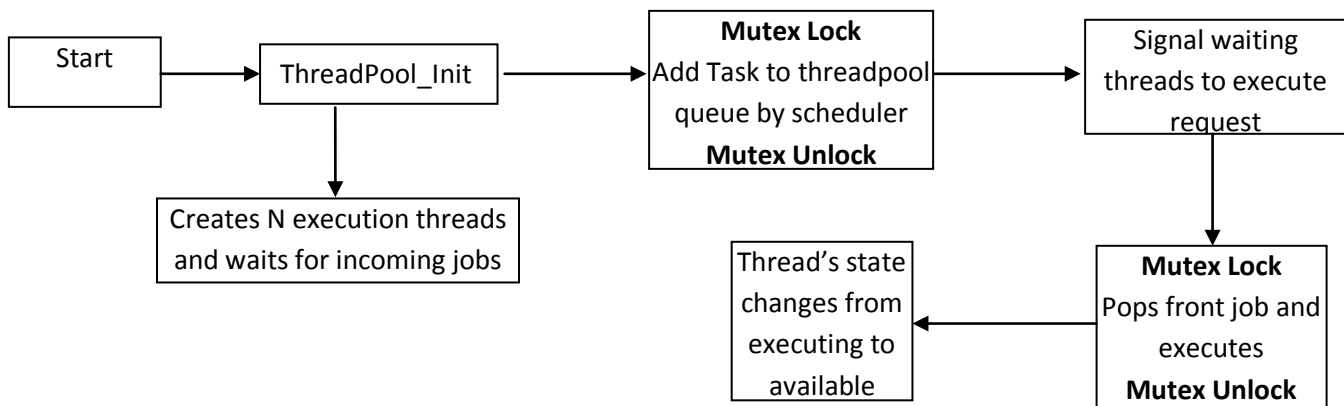 Start
ThreadPool_Init
Mutex Lock
Add Task to threadpool
queue by scheduler
Mutex Unlock
Signal waiting
threads to execute
request
Creates N execution threads
and waits for incoming jobs
Thread's state
changes from
executing to
available
Mutex Lock
Pops front job and
executes
Mutex Unlock